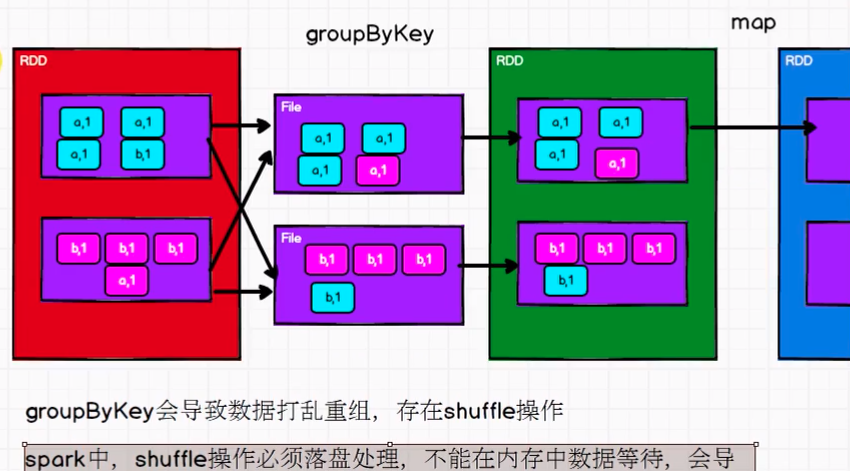 groupByKey
map
RDD
RDD
RDD
a,1 a,1
a,1 b,1
b,1 b,1 b,1
a,1
File
a,1 a,1
a,1 a,1
File
b,1 b,1 b,1
b,1
a,1 a,1
a,1 a,1
b,1 b,1 b,1
b,1
groupByKey会导致数据打乱重组，存在shuffle操作
spark中，shuffle操作必须落盘处理，不能在内存中数据等待，会导